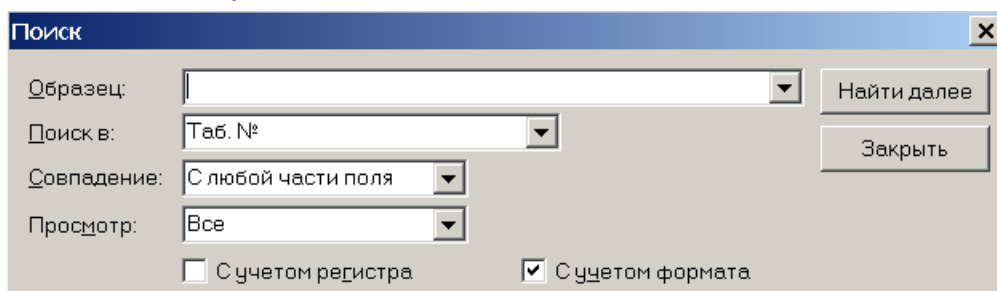 Поиск
Образец:
Найти далее
Поиск в: Таб. №
Закрыть
Совпадение: С любой части поля
Просмотр: Все
С учетом регистра С учетом формата